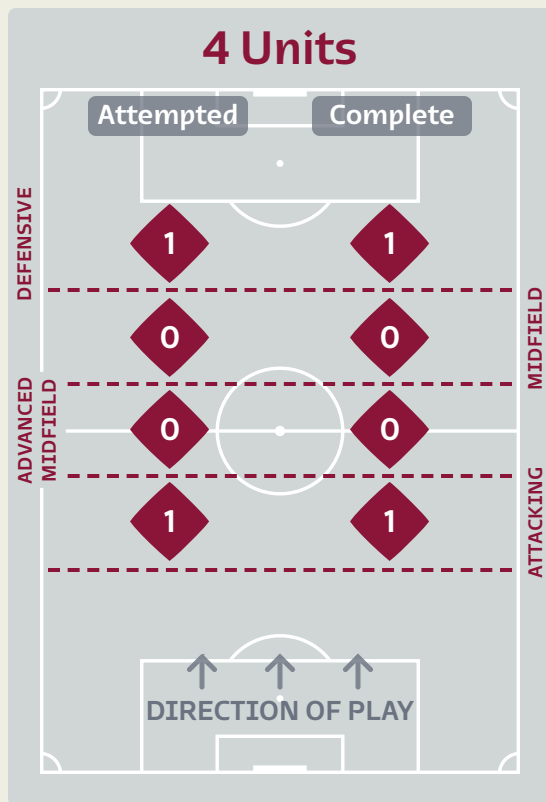 4 Units
Attempted
Complete
DEFENSIVE
1
1
MIDFIELD
0
0
ADVANCED
MIDFIELD
0
0
ATTACKING
1
1
DIRECTION OF PLAY